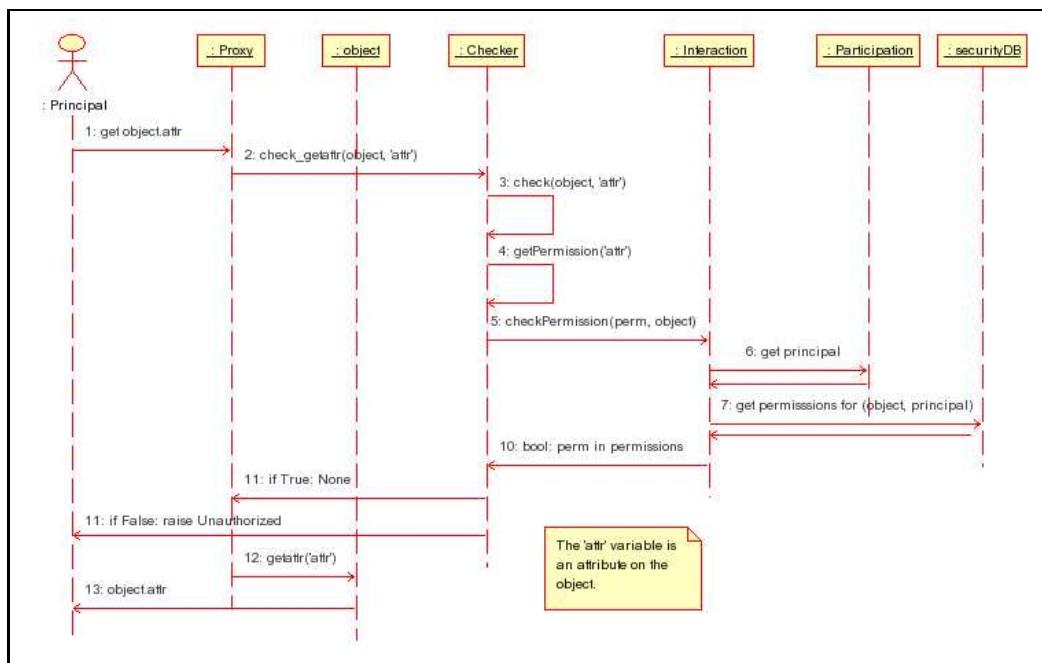 : Proxy
: object
: Checker
: Interaction
: Participation
: securityDB
: Principal
1: get object.attr
2: check_getattr(object, 'attr')
3: check(object, 'attr')
4: getPermission('attr')
5: checkPermission(perm, object)
6: get principal
7: get permisssions for (object, principal)
10: bool: perm in permissions
11: if True: None
11: if False: raise Unauthorized
The 'attr' variable is
an attribute on the
object.
12: getattr('attr')
13: object.attr